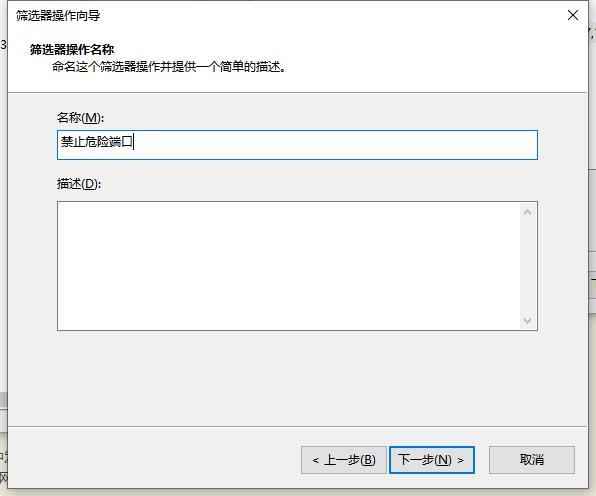 筛选器操作向导
筛选器操作名称
命名这个筛选器操作并提供一个简单的描述。
名称(M):
禁止危险端口
描述(D):
< 上一步(B)
下一步(N) >
取消